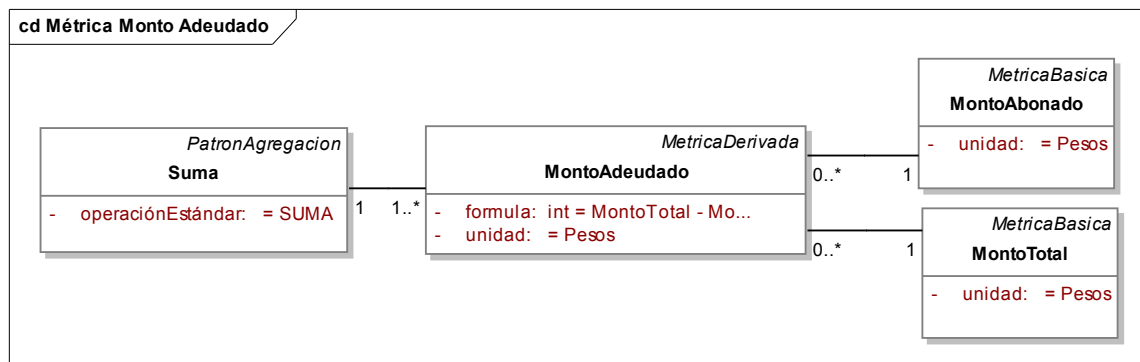 cd Métrica Monto Adeudado
PatronAgregacion
Suma
- operaciónEstándar: = SUMA
1
1..*
MetricaDerivada
MontoAdeudado
- formula: int = MontoTotal - Mo...
- unidad: = Pesos
0..*
1
MetricaBasica
MontoAbonado
- unidad: = Pesos
0..*
1
MetricaBasica
MontoTotal
- unidad: = Pesos